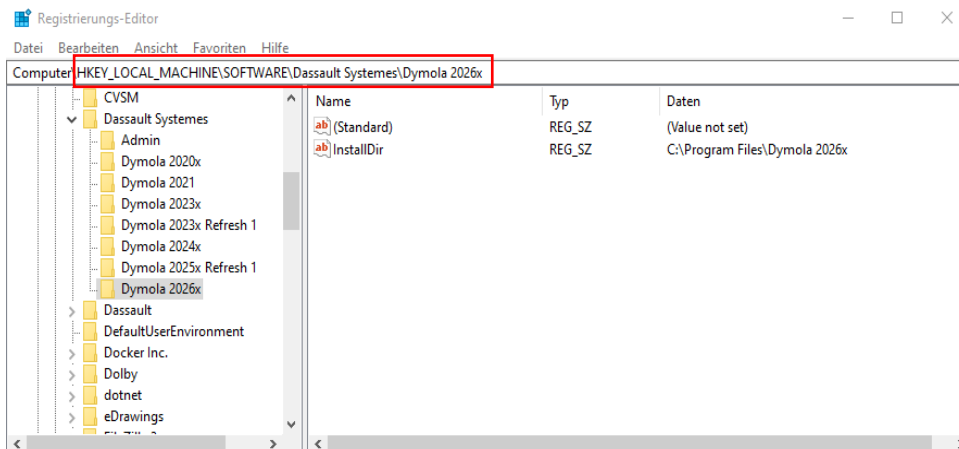 Registrierungs-Editor
Datei Bearbeiten Ansicht Favoriten Hilfe
Computer\HKEY_LOCAL_MACHINE\SOFTWARE\Dassault Systemes\Dymola 2026x
CVSM
Dassault Systemes
Admin
Dymola 2020x
Dymola 2021
Dymola 2023x
Dymola 2023x Refresh 1
Dymola 2024x
Dymola 2025x Refresh 1
Dymola 2026x
Dassault
DefaultUserEnvironment
Docker Inc.
Dolby
dotnet
eDrawings
Name Typ Daten
ab (Standard) REG_SZ (Value not set)
ab InstallDir REG_SZ C:\Program Files\Dymola 2026x